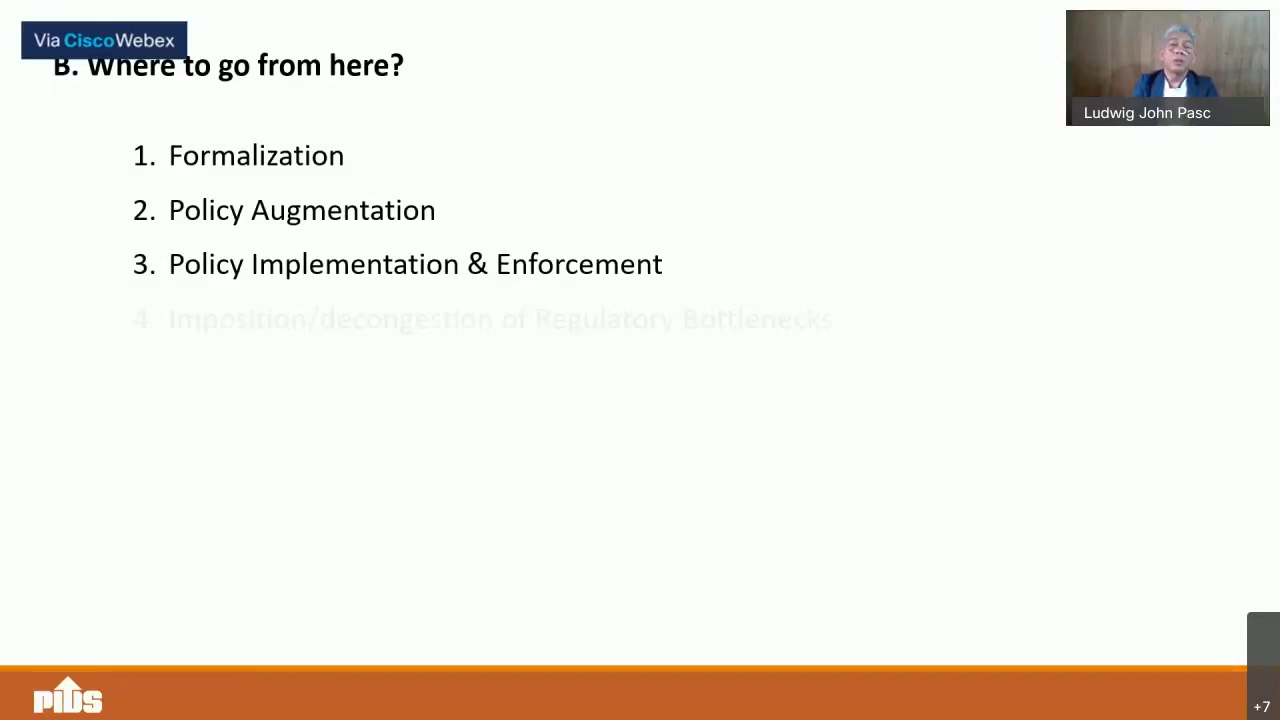 Via CiscoWebex
B. Where to go from here?
Ludwig John Pasc
1. Formalization
2. Policy Augmentation
3. Policy Implementation & Enforcement
4 Imposition/decongestion of Regulatory Bottlenecks
PIDS
+7